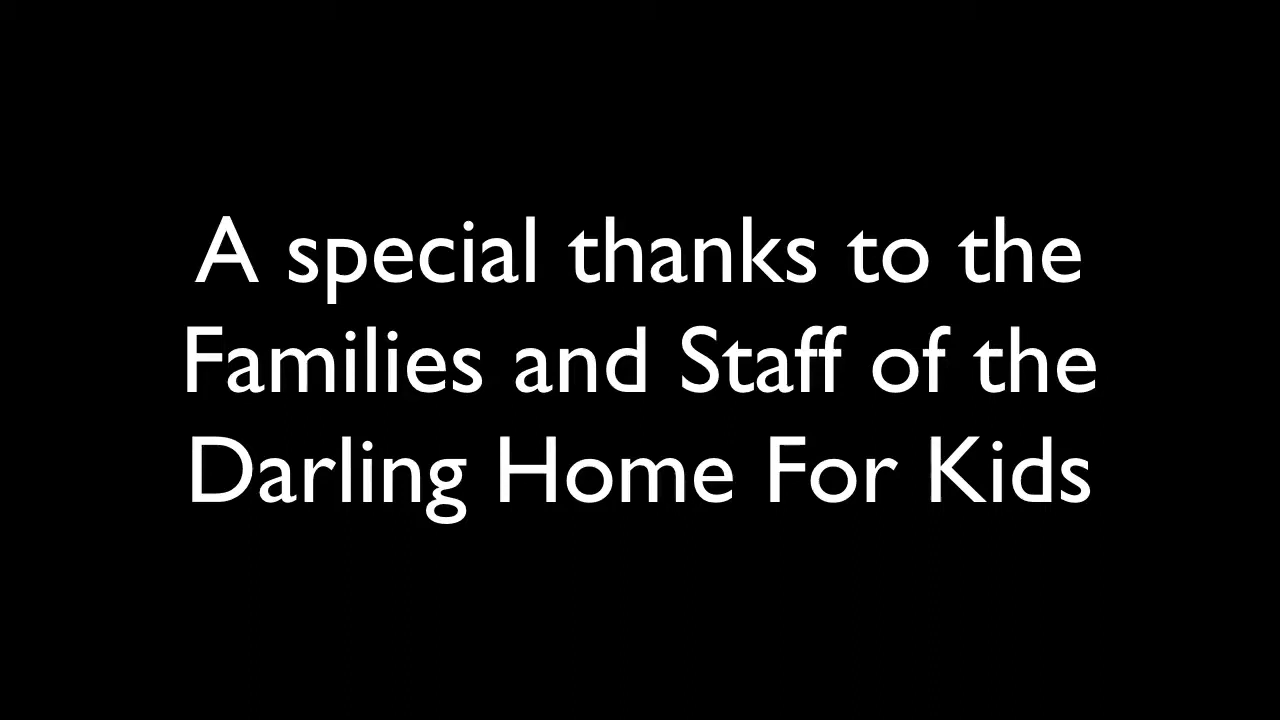 A special thanks to the
Families and Staff of the
Darling Home For Kids